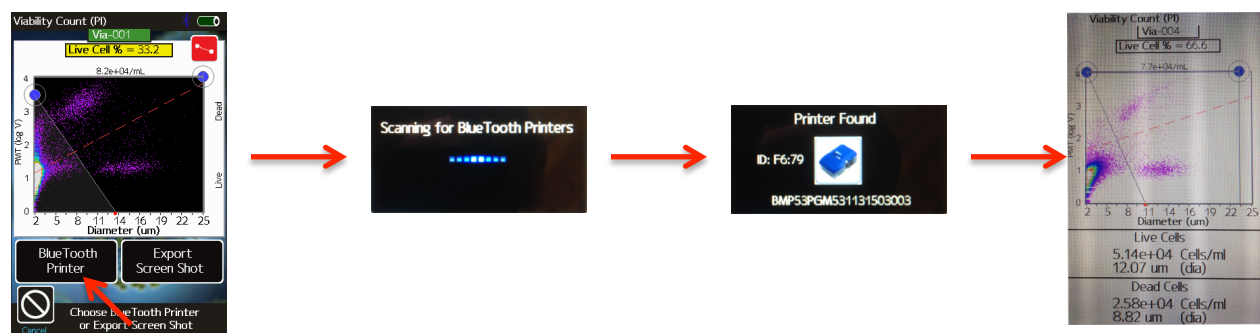 Viability Count (PI)
Via-001
Live Cell % = 33.2
8.2e+04/mL
4
3
2
1
0
PMT (log V)
Dead
Live
2 5 8 11 14 16 19 22 25
Diameter (um)
BlueTooth
Printer
Export
Screen Shot
Cancel
Choose BlueTooth Printer
or Export Screen Shot
Scanning for BlueTooth Printers
Printer Found
ID: F6:79
BMP53PGM531131503003
Viability Count (PI)
Via-004
Live Cell % = 66.6
7.7e+04/mL
4
3
2
1
0
PMT (log V)
2 5 8 11 14 16 19 22 25
Diameter (um)
Live Cells
5.14e+04 Cells/ml
12.07 um (dia)
Dead Cells
2.58e+04 Cells/ml
8.82 um (dia)